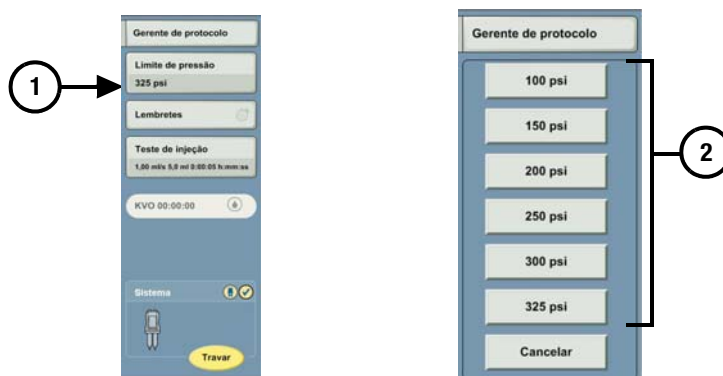 Gerente de protocolo
Limite de pressão
325 psi
Lembretes
Teste de injeção
1,00 ml/s 5,0 ml 0:00:05 h:mm:ss
KVO 00:00:00
Sistema
Travar
1
Gerente de protocolo
100 psi
150 psi
200 psi
250 psi
300 psi
325 psi
Cancelar
2